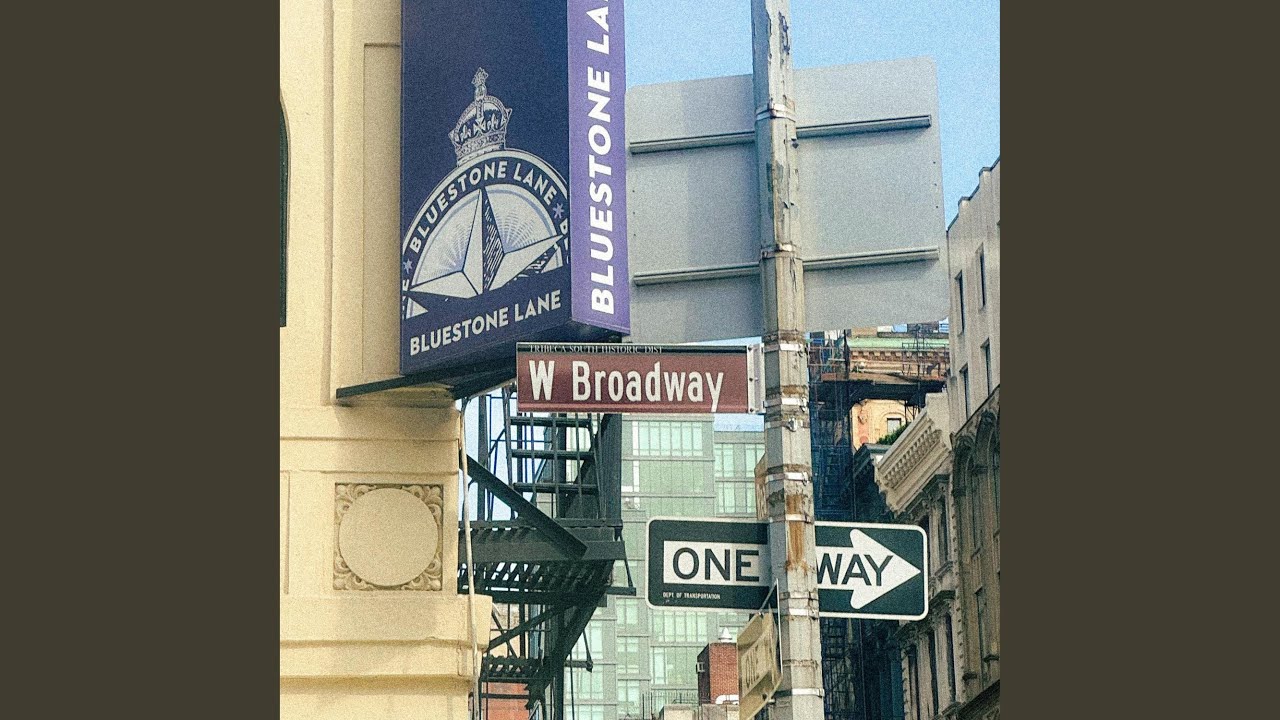 BLUESTONE LANE
BLUESTONE LANE
BLUESTONE LA
TRIBECA SOUTH HISTORIC DIST
W Broadway
ONE WAY
DEPT OF TRANSPORTATION